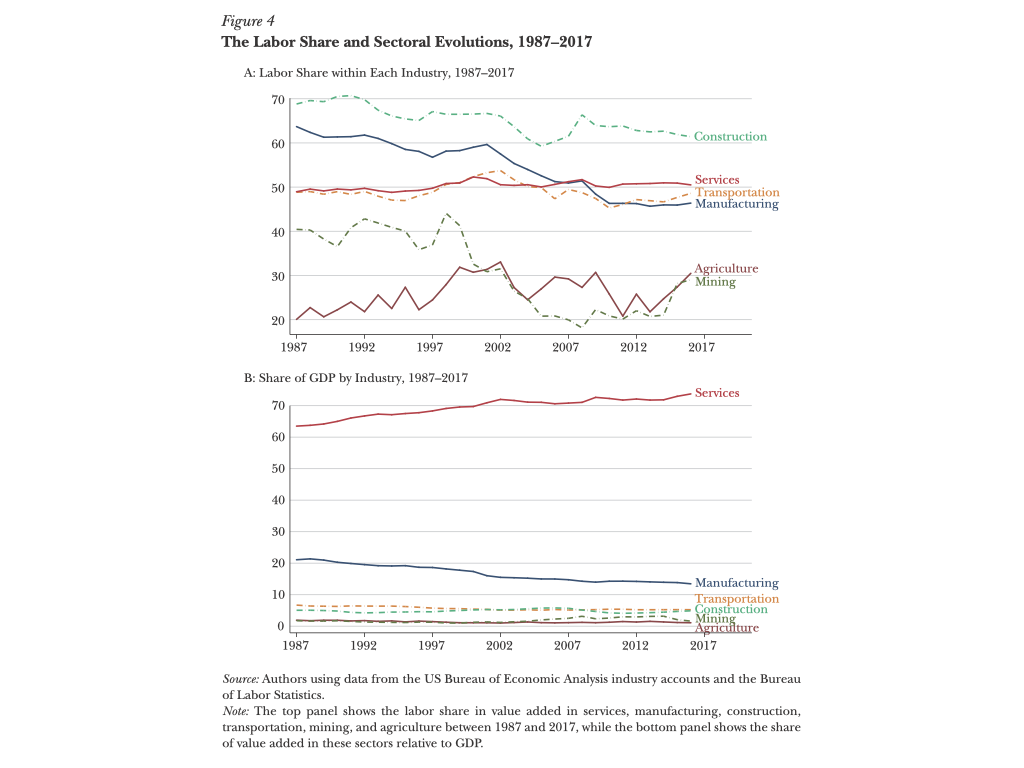 Figure 4
The Labor Share and Sectoral Evolutions, 1987–2017
A: Labor Share within Each Industry, 1987–2017
70
60
50
40
30
20
Construction
Services
Transportation
Manufacturing
Agriculture
Mining
1987 1992 1997 2002 2007 2012 2017
B: Share of GDP by Industry, 1987–2017
70
60
50
40
30
20
10
0
Services
Manufacturing
Transportation
Construction
Mining
Agriculture
1987 1992 1997 2002 2007 2012 2017
Source: Authors using data from the US Bureau of Economic Analysis industry accounts and the Bureau
of Labor Statistics.
Note: The top panel shows the labor share in value added in services, manufacturing, construction,
transportation, mining, and agriculture between 1987 and 2017, while the bottom panel shows the share
of value added in these sectors relative to GDP.